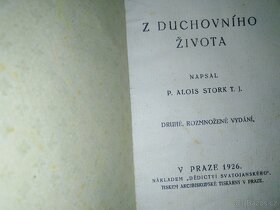 Z DUCHOVNÍHO
ŽIVOTA
NAPSAL
P. ALOIS STORK T. J.
DRUHÉ, ROZMNOŽENÉ VYDÁNÍ.
V PRAZE 1926.
NÁKLADEM „DĚDICTVÍ SVATOJANSKÉHO“.
TISKEM ARCIBISKUPSKÉ TISKÁRNY V PRAZE.